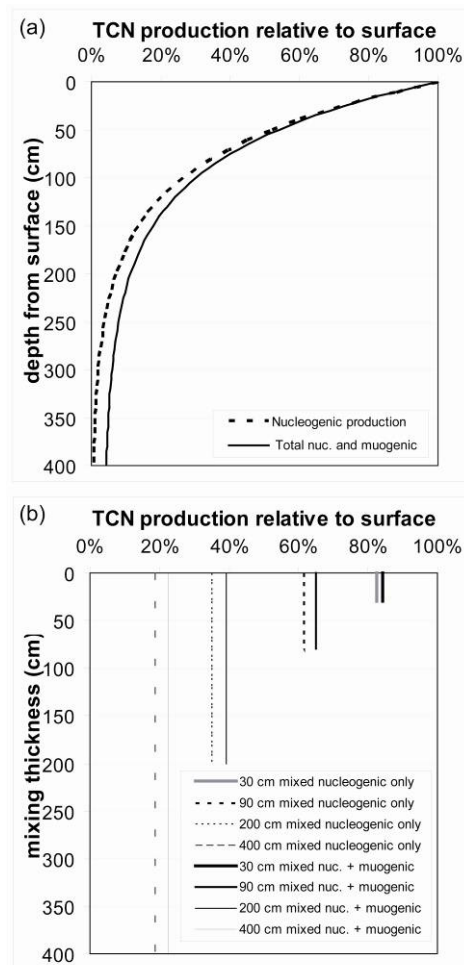 (a)
TCN production relative to surface
0% 20% 40% 60% 80% 100%
depth from surface (cm)
0
50
100
150
200
250
300
350
400
Nucleogenic production
Total nuc. and muogenic
(b)
TCN production relative to surface
0% 20% 40% 60% 80% 100%
mixing thickness (cm)
0
50
100
150
200
250
300
350
400
30 cm mixed nucleogenic only
90 cm mixed nucleogenic only
200 cm mixed nucleogenic only
400 cm mixed nucleogenic only
30 cm mixed nuc. + muogenic
90 cm mixed nuc. + muogenic
200 cm mixed nuc. + muogenic
400 cm mixed nuc. + muogenic